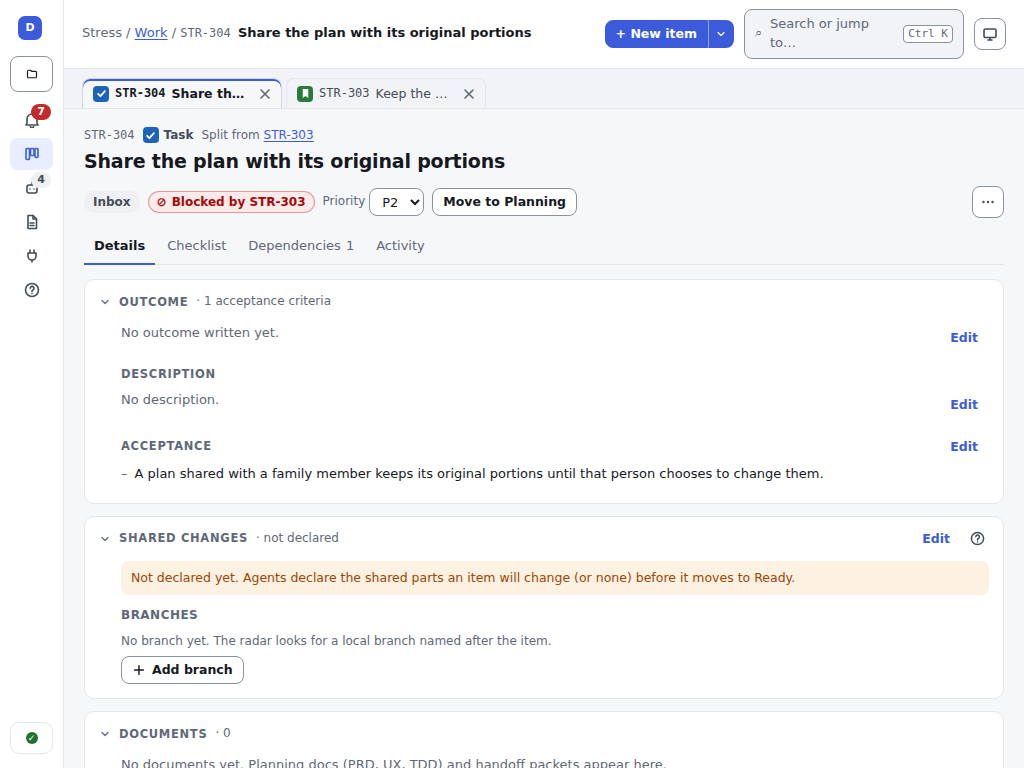 D
Stress / Work / STR-304 Share the plan with its original portions
+ New item
Search or jump to…
Ctrl K
7
4
STR-304 Share th…
STR-303 Keep the …
STR-304 Task Split from STR-303
Share the plan with its original portions
Inbox
Blocked by STR-303
Priority P2
Move to Planning
Details Checklist Dependencies 1 Activity
OUTCOME · 1 acceptance criteria
No outcome written yet.
Edit
DESCRIPTION
No description.
Edit
ACCEPTANCE
Edit
– A plan shared with a family member keeps its original portions until that person chooses to change them.
SHARED CHANGES · not declared
Edit
Not declared yet. Agents declare the shared parts an item will change (or none) before it moves to Ready.
BRANCHES
No branch yet. The radar looks for a local branch named after the item.
+ Add branch
DOCUMENTS · 0
No documents yet. Planning docs (PRD, UX, TDD) and handoff packets appear here.